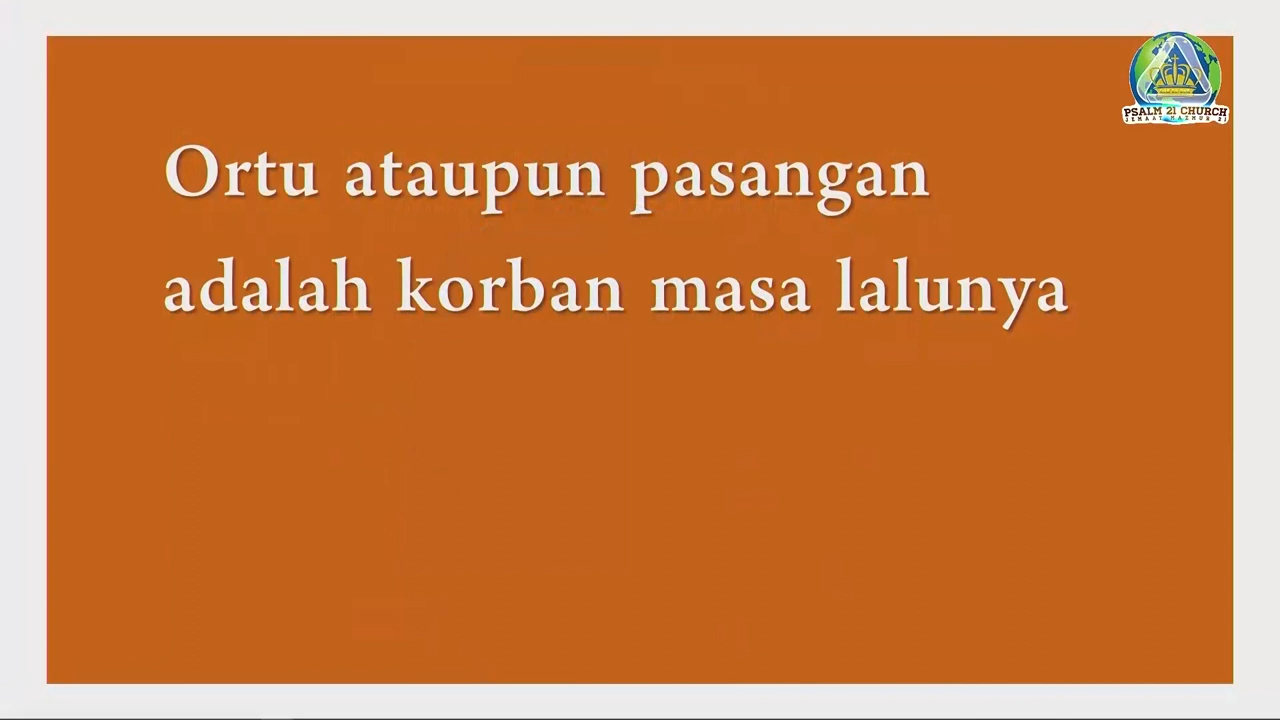 PSALM 21 CHURCH
JEMAAT MAZMUR 21
Ortu ataupun pasangan
adalah korban masa lalunya